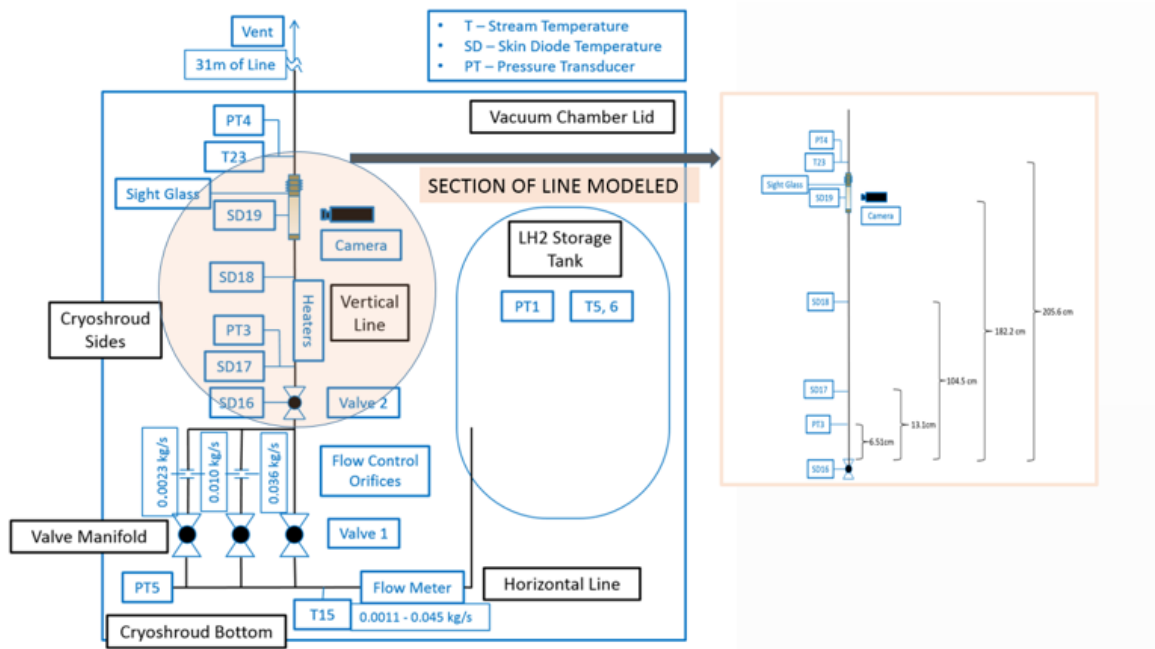 Vent
31m of Line
• T – Stream Temperature
• SD – Skin Diode Temperature
• PT – Pressure Transducer
PT4
Vacuum Chamber Lid
T23
SECTION OF LINE MODELED
Sight Glass
SD19
Camera
LH2 Storage
Tank
SD18
Heaters
PT1
T5, 6
Vertical
Line
Cryoshroud
Sides
PT3
SD17
SD16
Valve 2
0.0023 kg/s
0.010 kg/s
0.036 kg/s
Flow Control
Orifices
Valve Manifold
Valve 1
PT5
Flow Meter
Horizontal Line
T15
0.0011 - 0.045 kg/s
Cryoshroud Bottom
PT4
T23
Sight Glass
SD19
Camera
SD18
205.6 cm
182.2 cm
104.5 cm
SD17
13.1cm
PT3
6.51cm
SD16